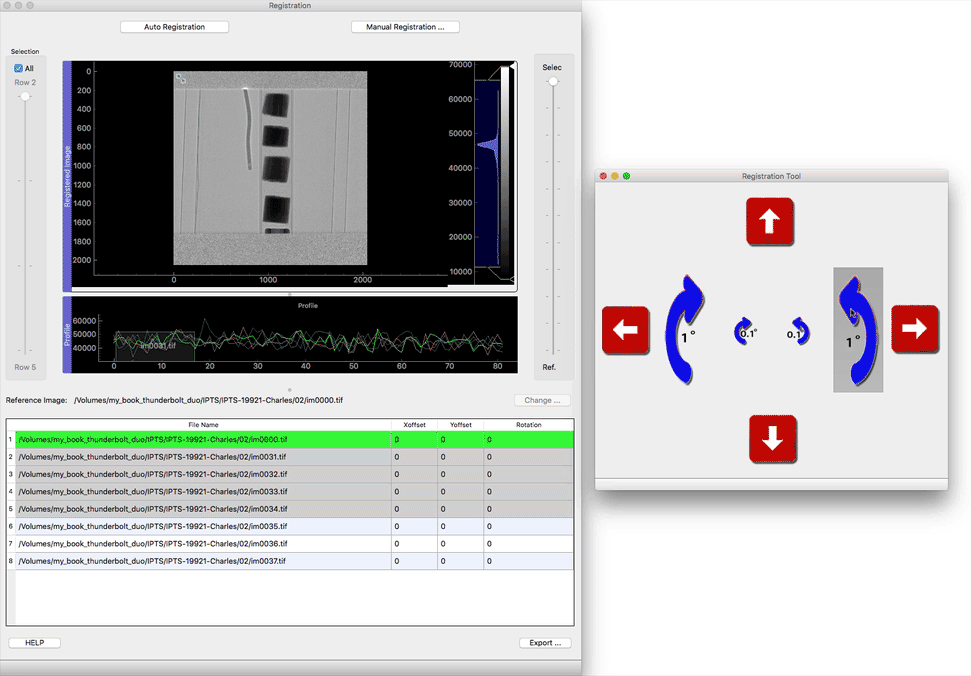 Registration
Auto Registration
Manual Registration ...
Selection
All
Row 2
Row 5
Registered Image
0
200
400
600
800
1000
1200
1400
1600
1800
2000
0 1000 2000
70000
60000
50000
40000
30000
20000
10000
Selec
Ref.
Profile
Profile
60000
50000
40000
im0031.tif
0 10 20 30 40 50 60 70 80
Reference Image: /Volumes/my_book_thunderbolt_duo/IPTS/IPTS-19921-Charles/02/im0000.tif
Change ...
File Name Xoffset Yoffset Rotation
1 /Volumes/my_book_thunderbolt_duo/IPTS/IPTS-19921-Charles/02/im0000.tif 0 0 0
2 /Volumes/my_book_thunderbolt_duo/IPTS/IPTS-19921-Charles/02/im0031.tif 0 0 0
3 /Volumes/my_book_thunderbolt_duo/IPTS/IPTS-19921-Charles/02/im0032.tif 0 0 0
4 /Volumes/my_book_thunderbolt_duo/IPTS/IPTS-19921-Charles/02/im0033.tif 0 0 0
5 /Volumes/my_book_thunderbolt_duo/IPTS/IPTS-19921-Charles/02/im0034.tif 0 0 0
6 /Volumes/my_book_thunderbolt_duo/IPTS/IPTS-19921-Charles/02/im0035.tif 0 0 0
7 /Volumes/my_book_thunderbolt_duo/IPTS/IPTS-19921-Charles/02/im0036.tif 0 0 0
8 /Volumes/my_book_thunderbolt_duo/IPTS/IPTS-19921-Charles/02/im0037.tif 0 0 0
HELP
Export ...
Registration Tool
1° 0.1° 0.1° 1°